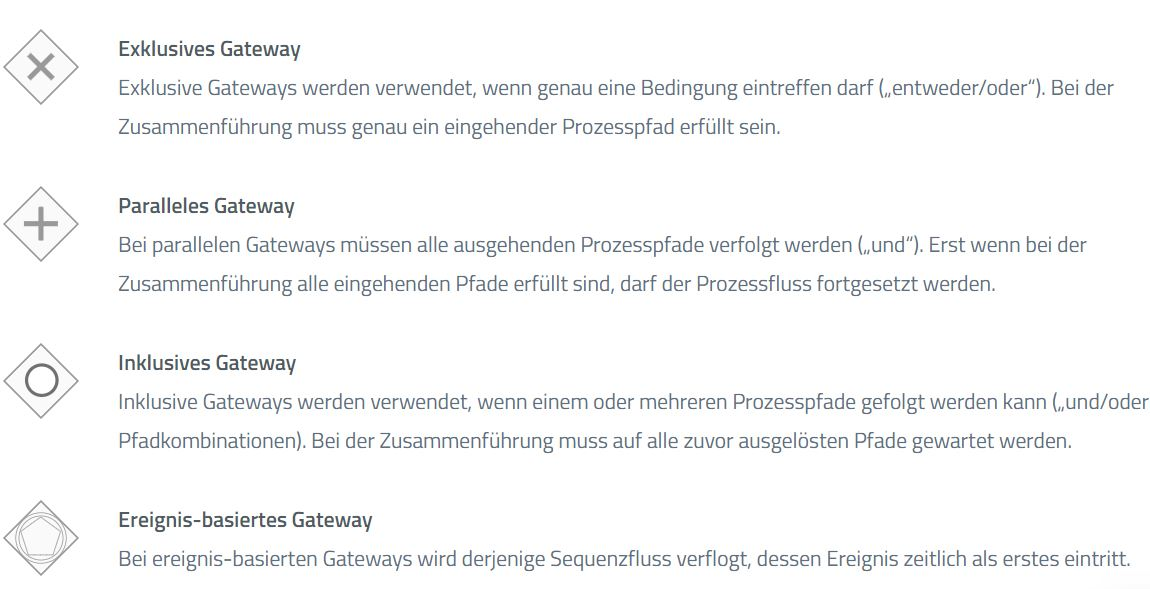 Exklusives Gateway
Exklusive Gateways werden verwendet, wenn genau eine Bedingung eintreffen darf („entweder/oder“). Bei der
Zusammenführung muss genau ein eingehender Prozesspfad erfüllt sein.
Paralleles Gateway
Bei parallelen Gateways müssen alle ausgehenden Prozesspfade verfolgt werden („und“). Erst wenn bei der
Zusammenführung alle eingehenden Pfade erfüllt sind, darf der Prozessfluss fortgesetzt werden.
Inklusives Gateway
Inklusive Gateways werden verwendet, wenn einem oder mehreren Prozesspfade gefolgt werden kann („und/oder
Pfadkombinationen). Bei der Zusammenführung muss auf alle zuvor ausgelösten Pfade gewartet werden.
Ereignis-basiertes Gateway
Bei ereignis-basierten Gateways wird derjenige Sequenzfluss verflogt, dessen Ereignis zeitlich als erstes eintritt.